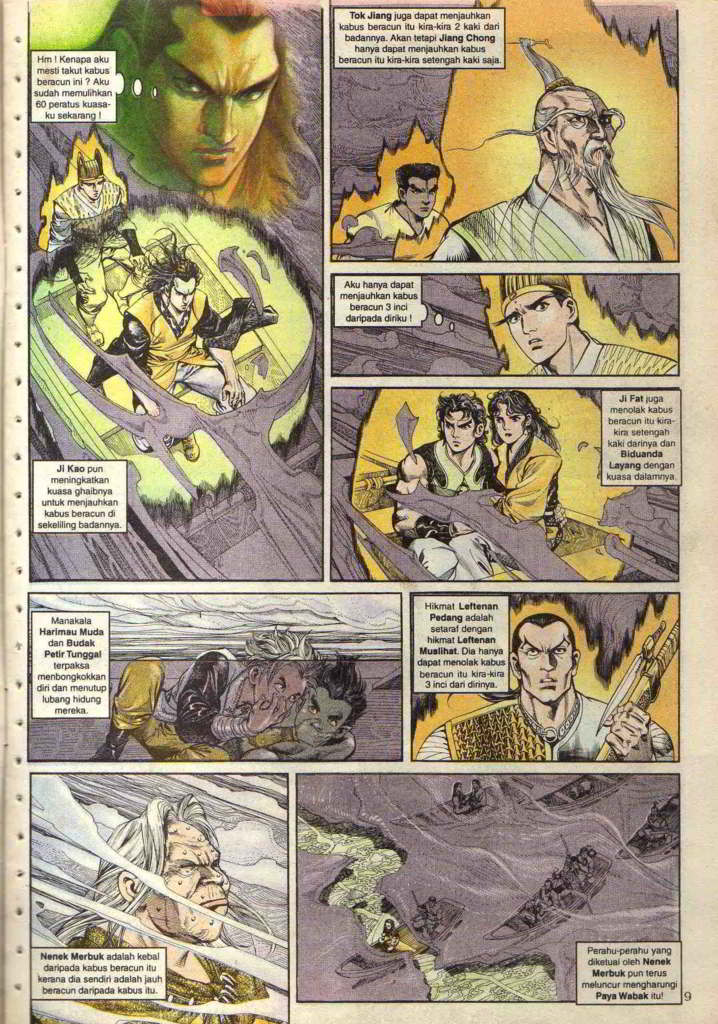 Hm ! Kenapa aku
mesti takut kabus
beracun ini ? Aku
sudah memulihkan
60 peratus kuasa-
ku sekarang !
Ji Kao pun
meningkatkan
kuasa ghaibnya
untuk menjauhkan
kabus beracun di
sekeliling badannya.
Tok Jiang juga dapat menjauhkan
kabus beracun itu kira-kira 2 kaki dari
badannya. Akan tetapi Jiang Chong
hanya dapat menjauhkan kabus
beracun itu kira-kira setengah kaki saja.
Aku hanya dapat
menjauhkan kabus
beracun 3 inci
daripada diriku !
Ji Fat juga
menolak kabus
beracun itu kira-
kira setengah
kaki darinya dan
Biduanda
Layang dengan
kuasa dalamnya.
Manakala
Harimau Muda
dan Budak
Petir Tunggal
terpaksa
menbongkokkan
diri dan menutup
lubang hidung
mereka.
Hikmat Leftenan
Pedang adalah
setaraf dengan
hikmat Leftenan
Muslihat. Dia hanya
dapat menolak kabus
beracun itu kira-kira
3 inci dari dirinya.
Nenek Merbuk adalah kebal
daripada kabus beracun itu
kerana dia sendiri adalah jauh
beracun daripada kabus itu.
Perahu-perahu yang
diketuai oleh Nenek
Merbuk pun terus
meluncur mengharungi
Paya Wabak itu!
9